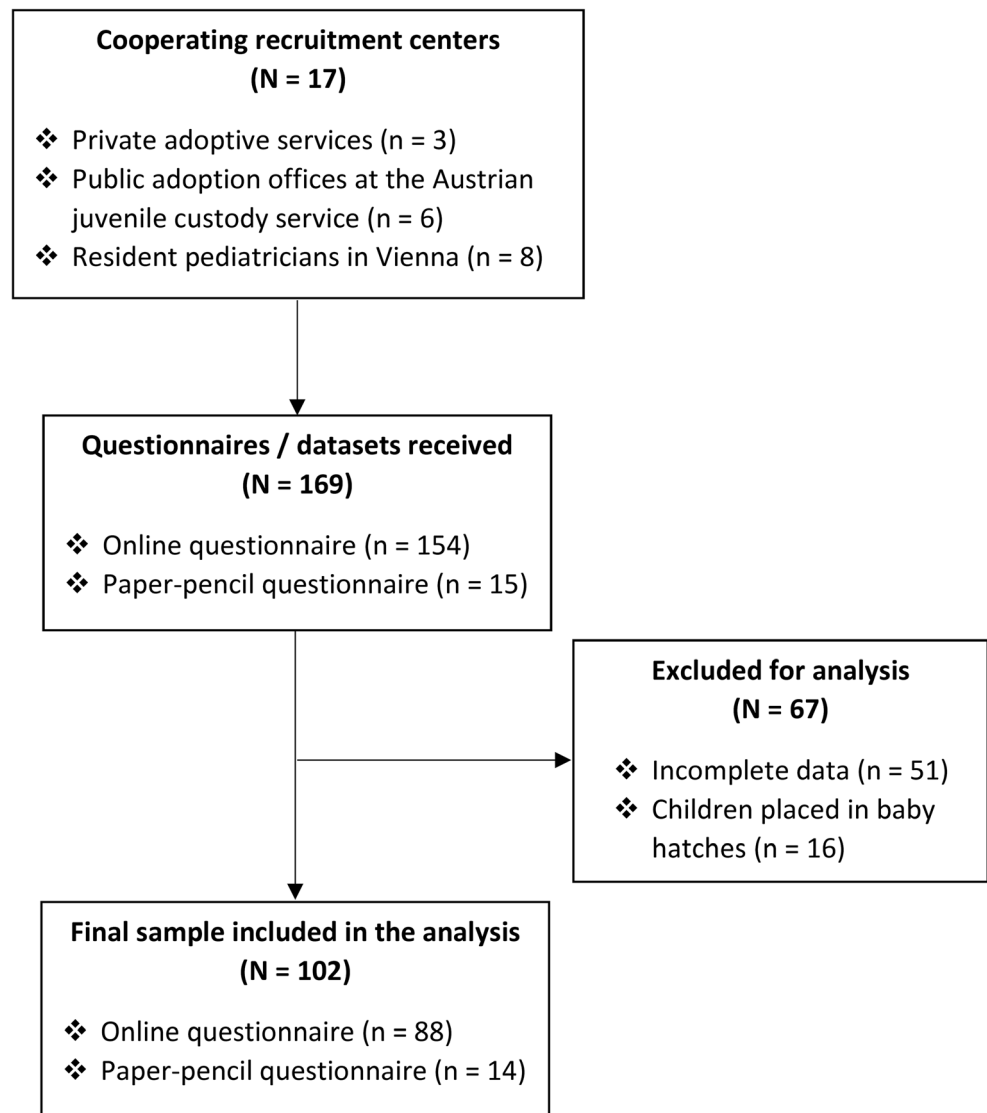 Cooperating recruitment centers
(N = 17)
❖ Private adoptive services (n = 3)
❖ Public adoption offices at the Austrian
juvenile custody service (n = 6)
❖ Resident pediatricians in Vienna (n = 8)
Questionnaires / datasets received
(N = 169)
❖ Online questionnaire (n = 154)
❖ Paper-pencil questionnaire (n = 15)
Excluded for analysis
(N = 67)
❖ Incomplete data (n = 51)
❖ Children placed in baby
hatches (n = 16)
Final sample included in the analysis
(N = 102)
❖ Online questionnaire (n = 88)
❖ Paper-pencil questionnaire (n = 14)